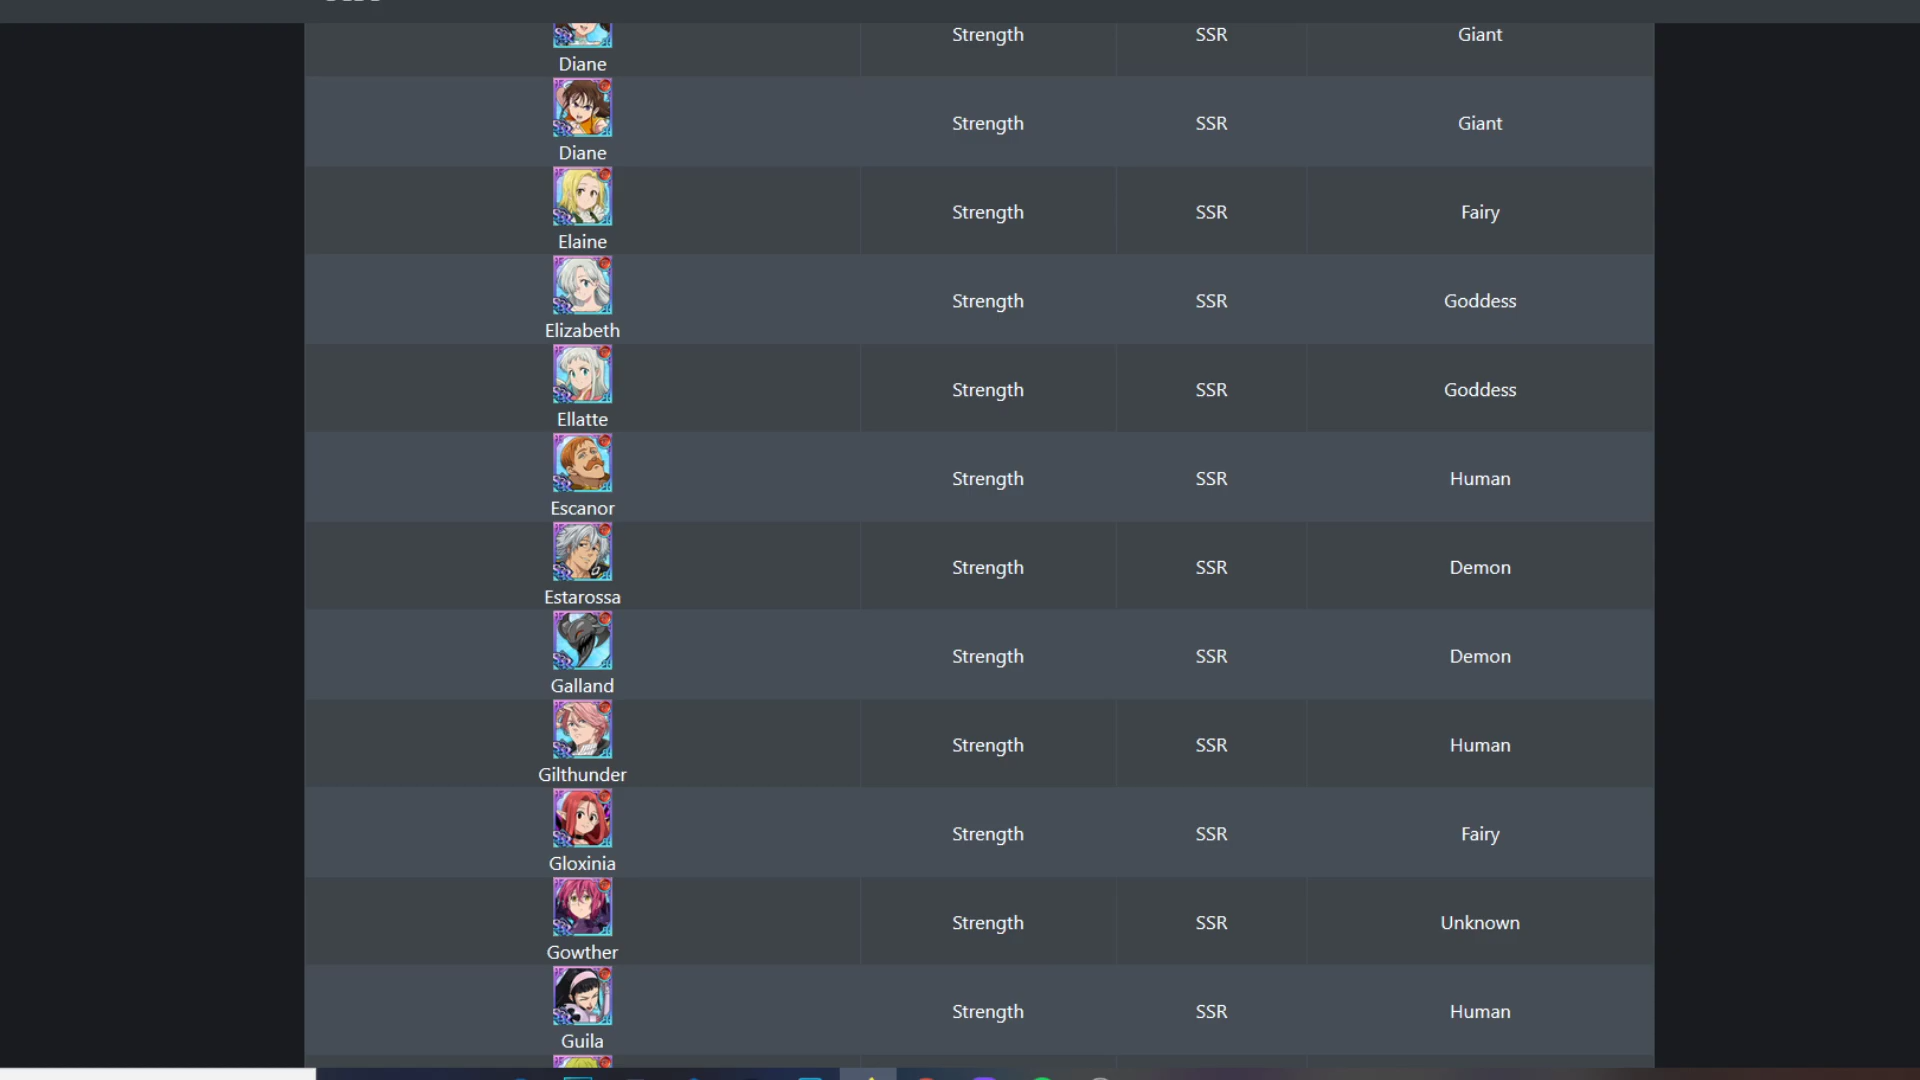 Strength SSR Giant
Diane
Strength SSR Giant
Diane
Strength SSR Fairy
Elaine
Strength SSR Goddess
Elizabeth
Strength SSR Goddess
Ellatte
Strength SSR Human
Escanor
Strength SSR Demon
Estarossa
Strength SSR Demon
Galland
Strength SSR Human
Gilthunder
Strength SSR Fairy
Gloxinia
Strength SSR Unknown
Gowther
Strength SSR Human
Guila